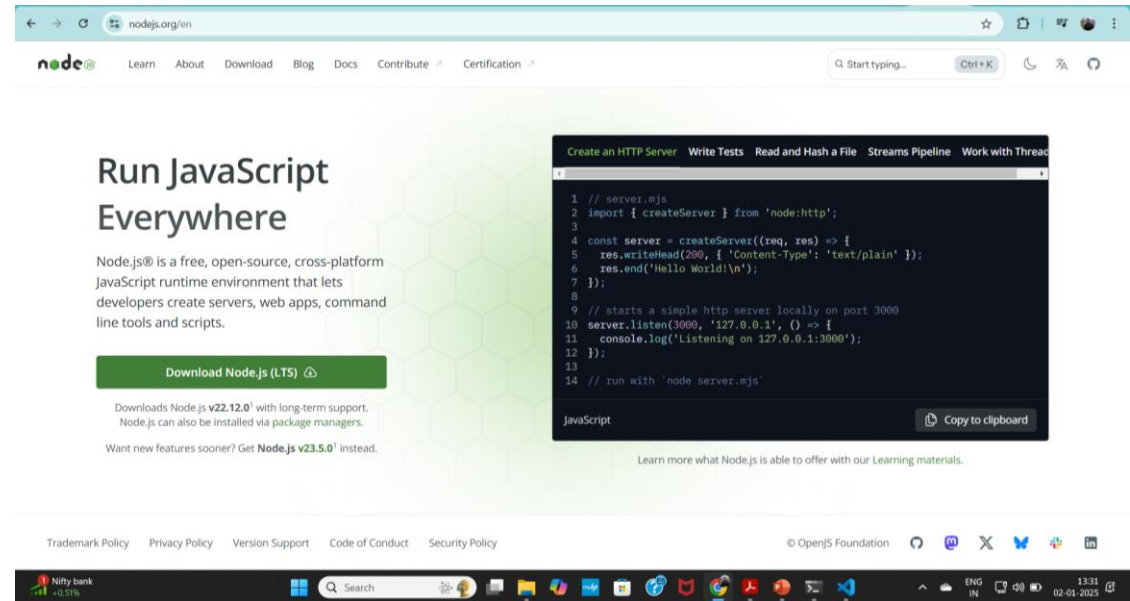 nodejs.org/en
node
Learn About Download Blog Docs Contribute Certification
Start typing...
Ctrl + K
Run JavaScript
Everywhere
Node.js® is a free, open-source, cross-platform
JavaScript runtime environment that lets
developers create servers, web apps, command
line tools and scripts.
Download Node.js (LTS)
Downloads Node.js v22.12.0¹ with long-term support.
Node.js can also be installed via package managers.
Want new features sooner? Get Node.js v23.5.0¹ instead.
Create an HTTP Server Write Tests Read and Hash a File Streams Pipeline Work with Thread
1 // server.mjs
2 import { createServer } from 'node:http';
3
4 const server = createServer((req, res) => {
5 res.writeHead(200, { 'Content-Type': 'text/plain' });
6 res.end('Hello World!\n');
7 });
8
9 // starts a simple http server locally on port 3000
10 server.listen(3000, '127.0.0.1', () => {
11 console.log('Listening on 127.0.0.1:3000');
12 });
13
14 // run with `node server.mjs`
JavaScript
Copy to clipboard
Learn more what Node.js is able to offer with our Learning materials.
Trademark Policy Privacy Policy Version Support Code of Conduct Security Policy
© OpenJS Foundation
Nifty bank
+0.51%
Search
ENG
IN
13:31
02-01-2025